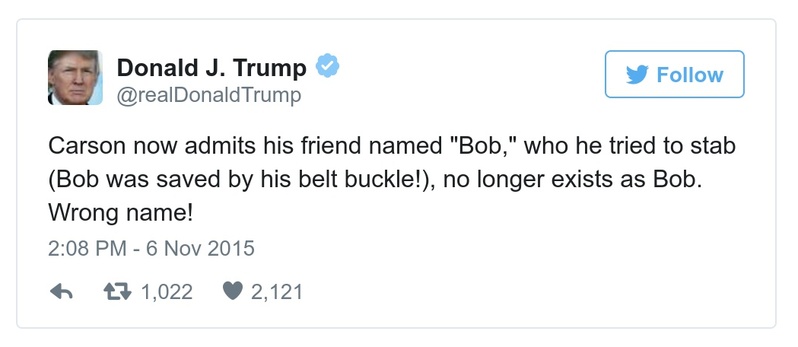 Donald J. Trump
@realDonaldTrump
Follow
Carson now admits his friend named "Bob," who he tried to stab
(Bob was saved by his belt buckle!), no longer exists as Bob.
Wrong name!
2:08 PM - 6 Nov 2015
1,022 2,121